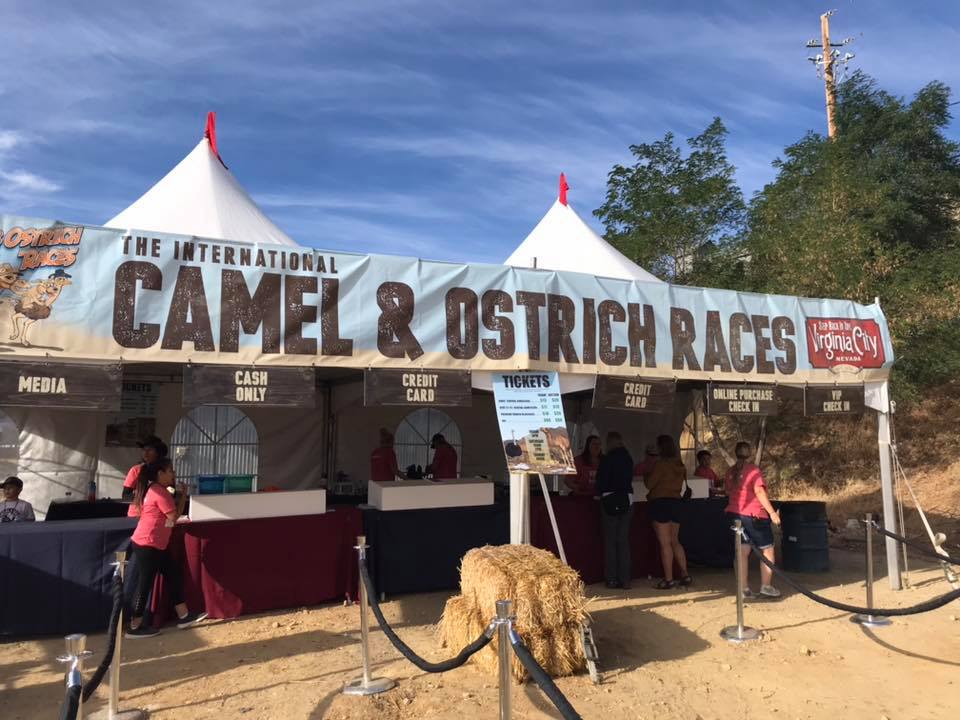 OSTRICH
RACES
THE INTERNATIONAL
CAMEL & OSTRICH RACES
Step Back in Time
Virginia City
NEVADA
MEDIA
CASH
ONLY
CREDIT
CARD
TICKETS
CREDIT
CARD
ONLINE PURCHASE
CHECK IN
VIP
CHECK IN